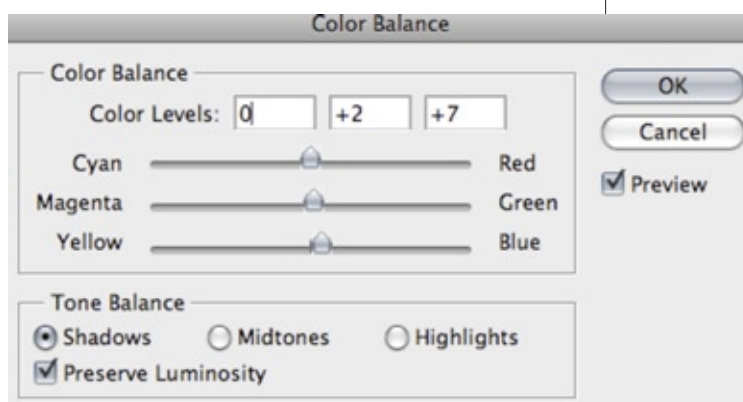 Color Balance
Color Balance
Color Levels: 0 +2 +7
Cyan Red
Magenta Green
Yellow Blue
Tone Balance
Shadows Midtones Highlights
Preserve Luminosity
OK
Cancel
Preview